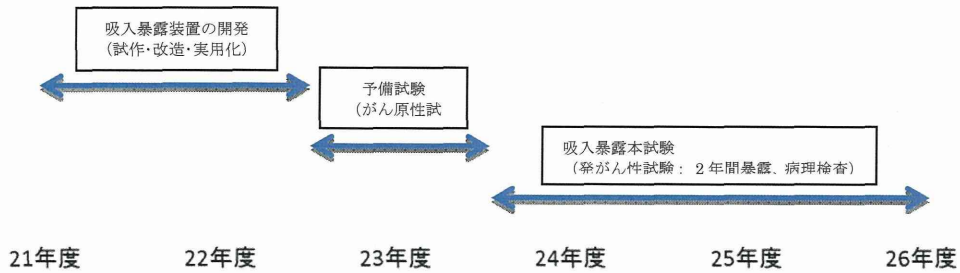 吸入暴露装置の開発
(試作・改造・実用化)
予備試験
(がん原性試
吸入暴露本試験
(発がん性試験: 2年間暴露、病理検査)
21年度 22年度 23年度 24年度 25年度 26年度